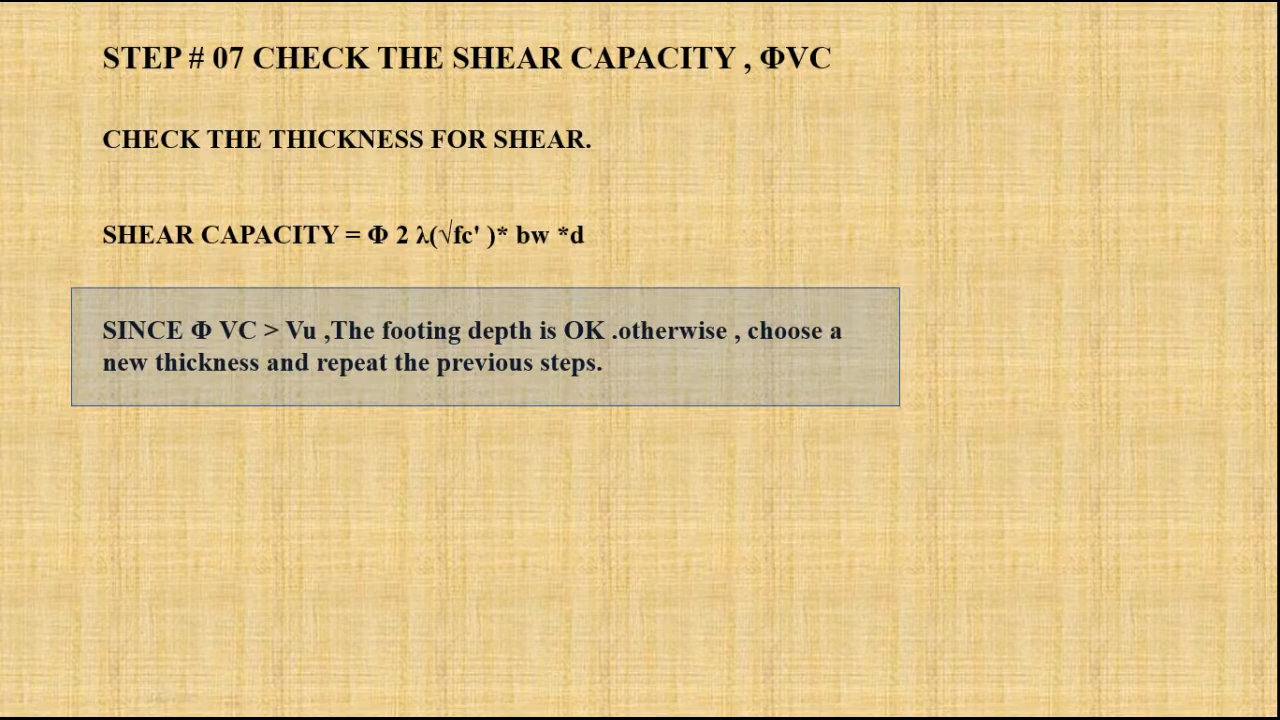 STEP # 07 CHECK THE SHEAR CAPACITY , ΦVC
CHECK THE THICKNESS FOR SHEAR.
SHEAR CAPACITY = Φ 2 λ(√fc' )* bw *d
SINCE Φ VC > Vu ,The footing depth is OK .otherwise , choose a
new thickness and repeat the previous steps.